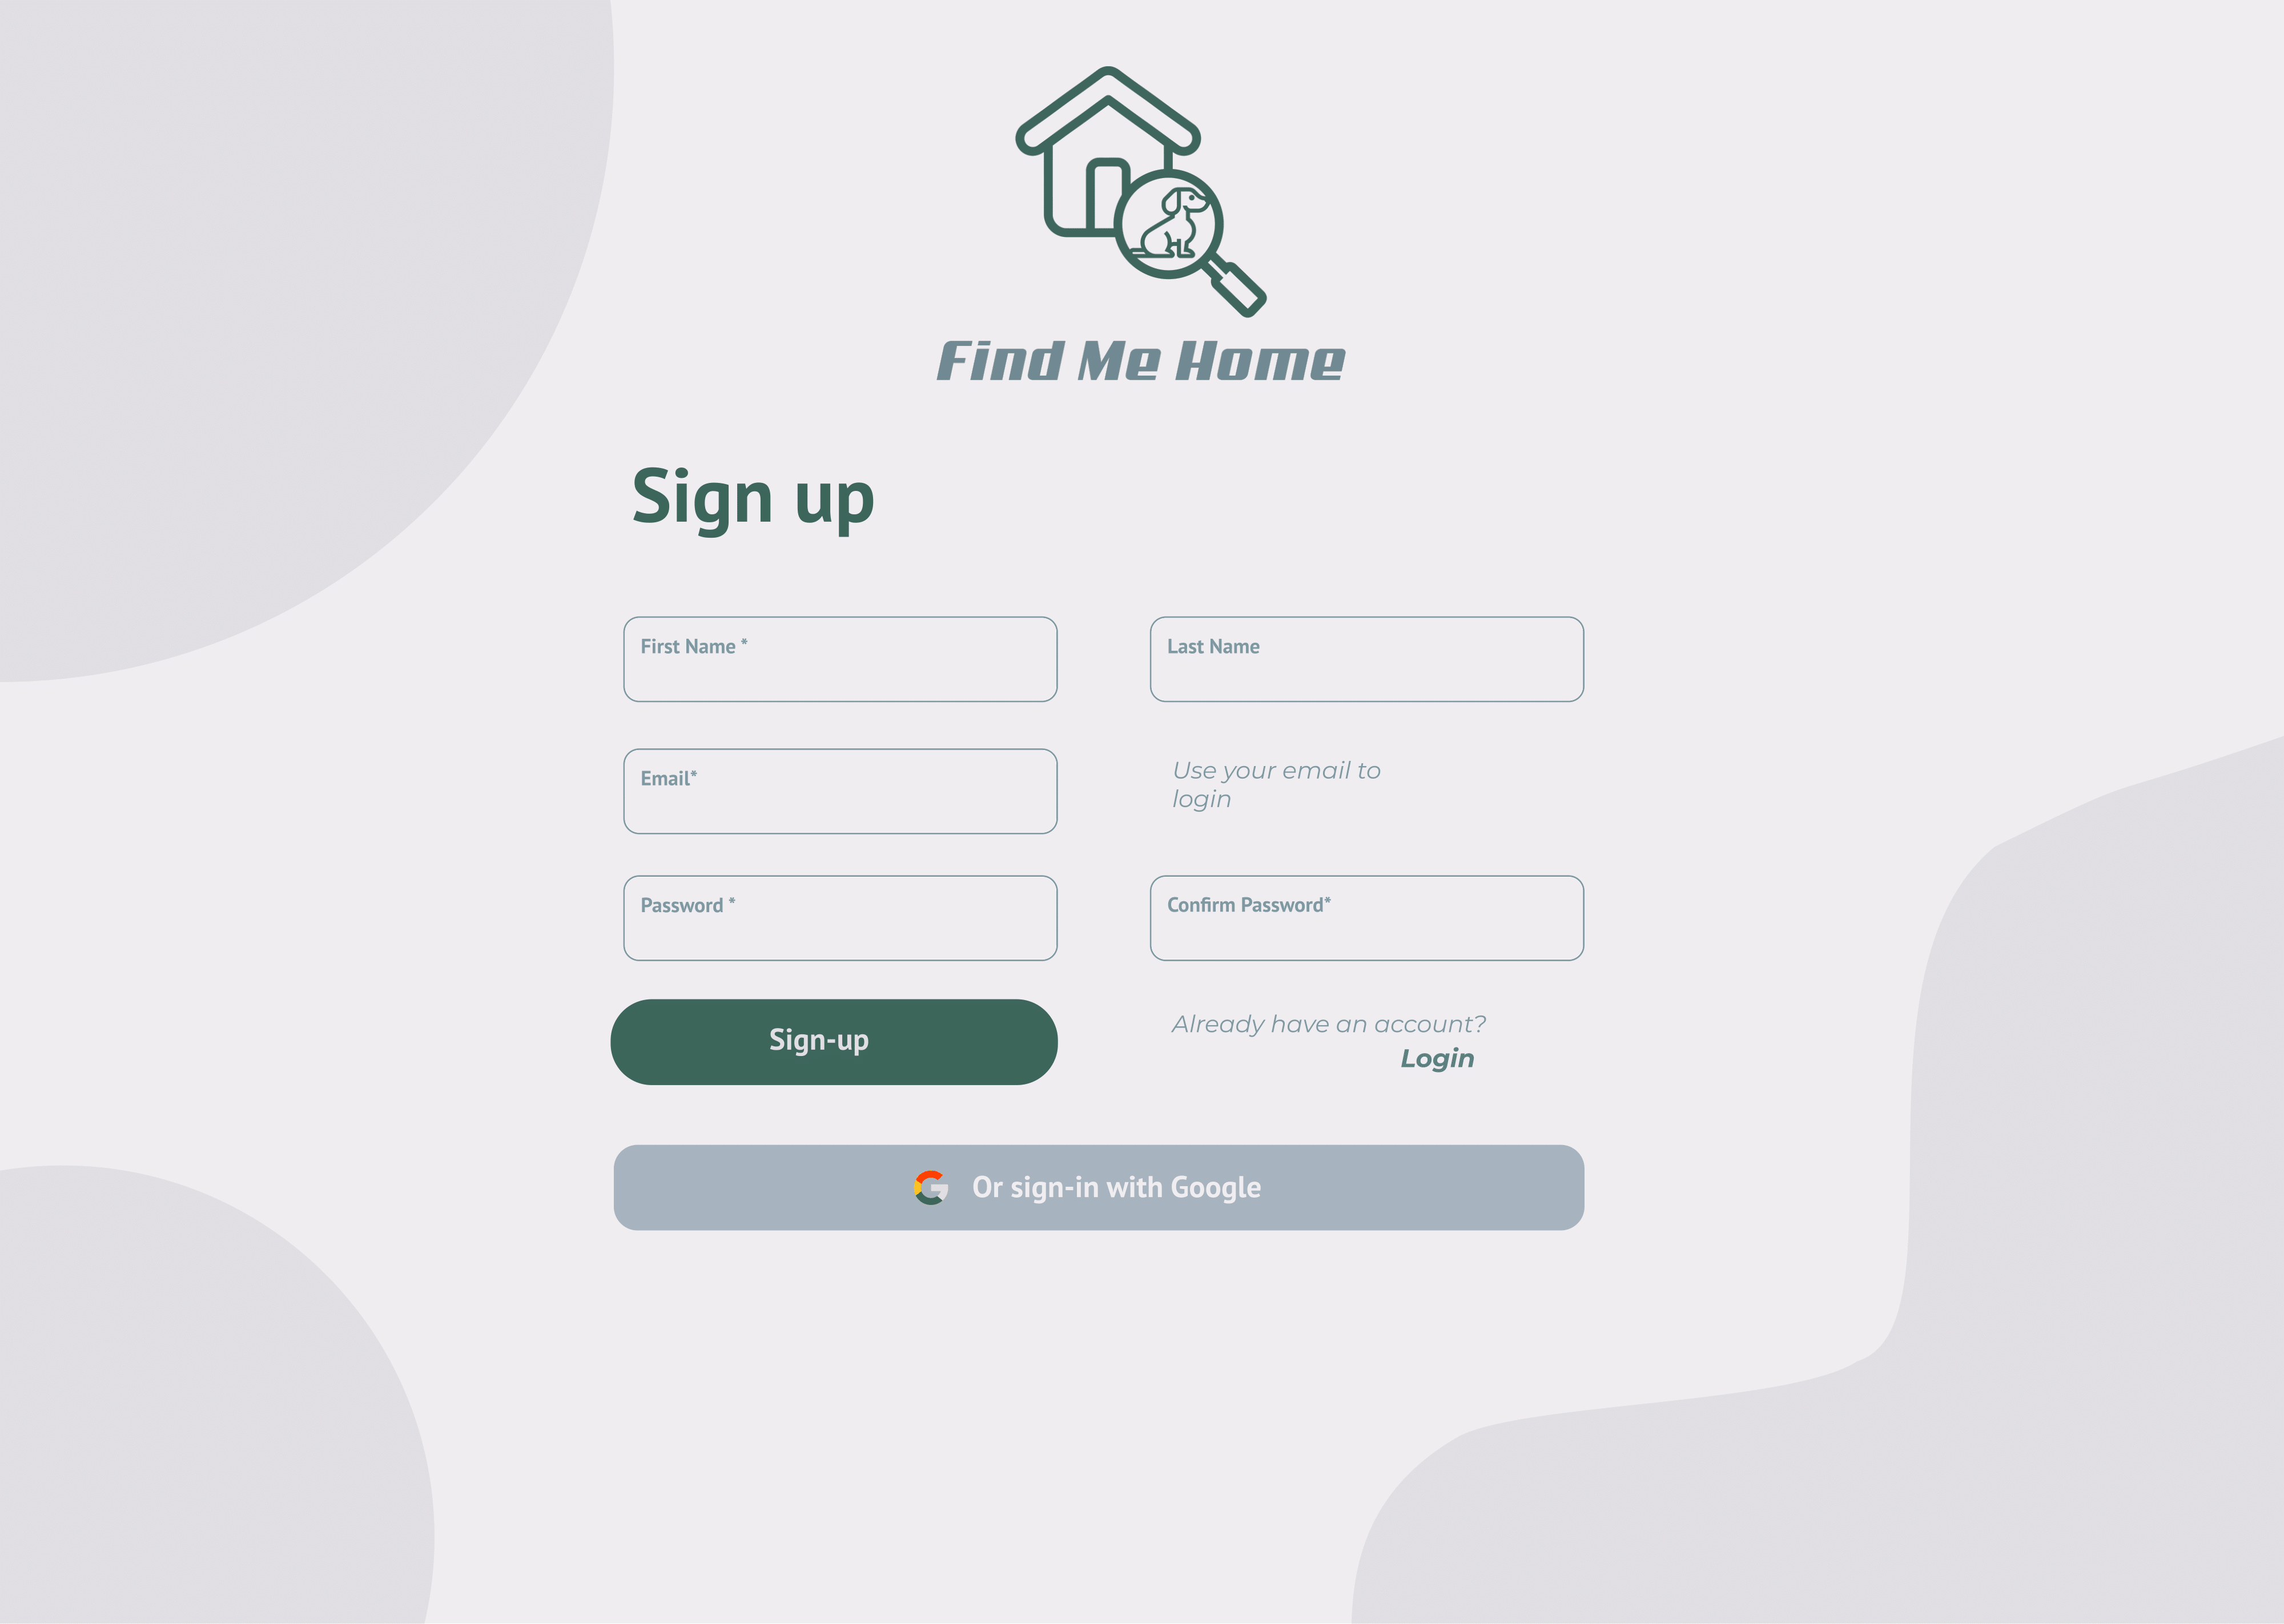 Find Me Home
Sign up
First Name *
Last Name
Email*
Use your email to
login
Password *
Confirm Password*
Sign-up
Already have an account?
Login
Or sign-in with Google